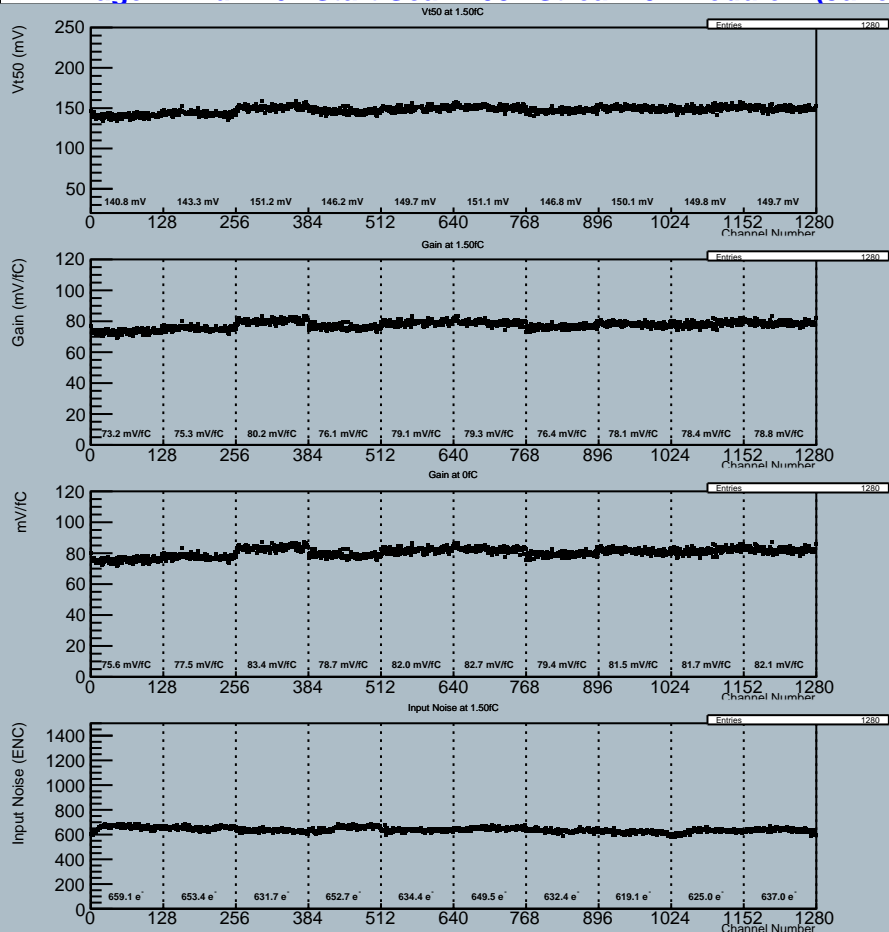 Vt50 at 1.50fC
Entries 1280
Vt50 (mV)
250
200
150
100
50
140.8 mV 143.3 mV 151.2 mV 146.2 mV 149.7 mV 151.1 mV 146.8 mV 150.1 mV 149.8 mV 149.7 mV
0 128 256 384 512 640 768 896 1024 1152 1280
Channel Number
Gain at 1.50fC
Entries 1280
Gain (mV/fC)
120
100
80
60
40
20
0
73.2 mV/fC 75.3 mV/fC 80.2 mV/fC 76.1 mV/fC 79.1 mV/fC 79.3 mV/fC 76.4 mV/fC 78.1 mV/fC 78.4 mV/fC 78.8 mV/fC
0 128 256 384 512 640 768 896 1024 1152 1280
Channel Number
Gain at 0fC
Entries 1280
mV/fC
120
100
80
60
40
20
0
75.6 mV/fC 77.5 mV/fC 83.4 mV/fC 78.7 mV/fC 82.0 mV/fC 82.7 mV/fC 79.4 mV/fC 81.5 mV/fC 81.7 mV/fC 82.1 mV/fC
0 128 256 384 512 640 768 896 1024 1152 1280
Channel Number
Input Noise at 1.50fC
Entries 1280
Input Noise (ENC)
1400
1200
1000
800
600
400
200
0
659.1 e⁻ 653.4 e⁻ 631.7 e⁻ 652.7 e⁻ 634.4 e⁻ 649.5 e⁻ 632.4 e⁻ 619.1 e⁻ 625.0 e⁻ 637.0 e⁻
0 128 256 384 512 640 768 896 1024 1152 1280
Channel Number